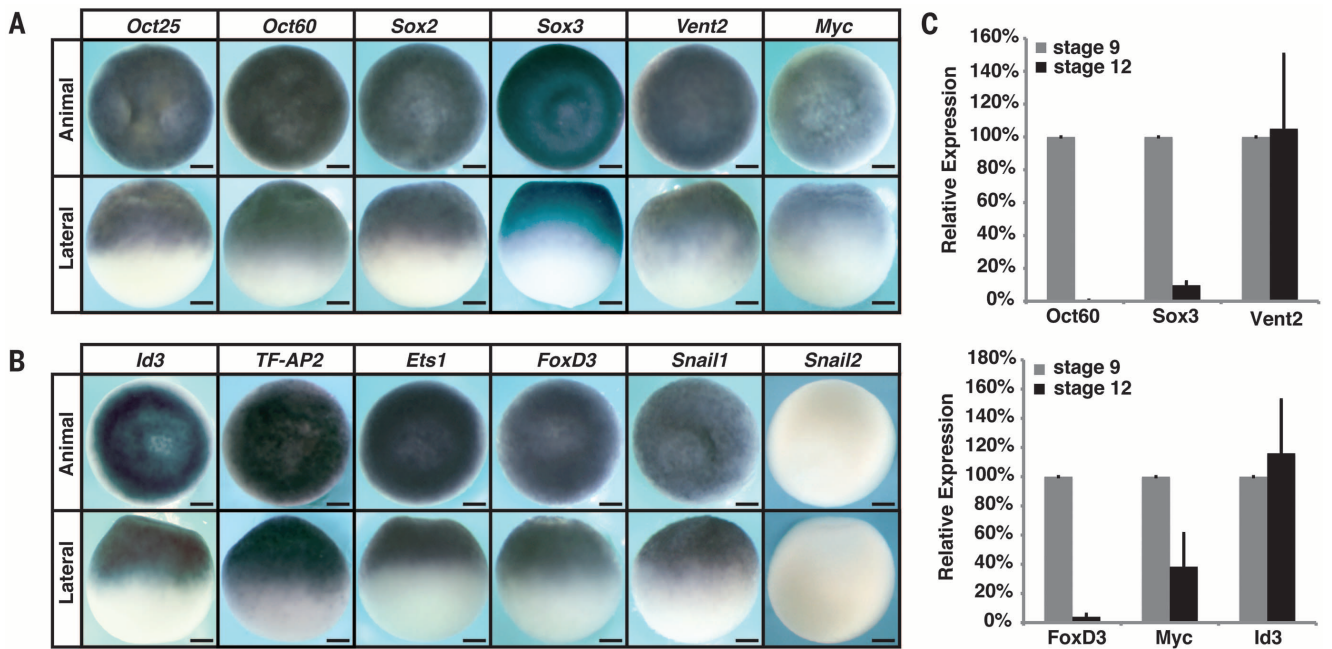 A
Oct25 Oct60 Sox2 Sox3 Vent2 Myc
Animal
Lateral
B
Id3 TF-AP2 Ets1 FoxD3 Snail1 Snail2
Animal
Lateral
C
160%
140%
120%
100%
80%
60%
40%
20%
0%
Relative Expression
stage 9
stage 12
Oct60 Sox3 Vent2
180%
160%
140%
120%
100%
80%
60%
40%
20%
0%
Relative Expression
stage 9
stage 12
FoxD3 Myc Id3